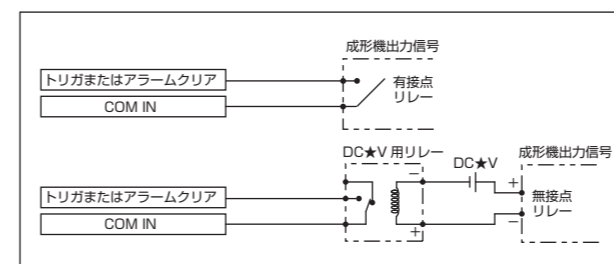 成形機出力信号
トリガまたはアラームクリア
COM IN
有接点
リレー
DC★V 用リレー
DC★V
成形機出力信号
トリガまたはアラームクリア
COM IN
−
+
+
−
無接点
リレー